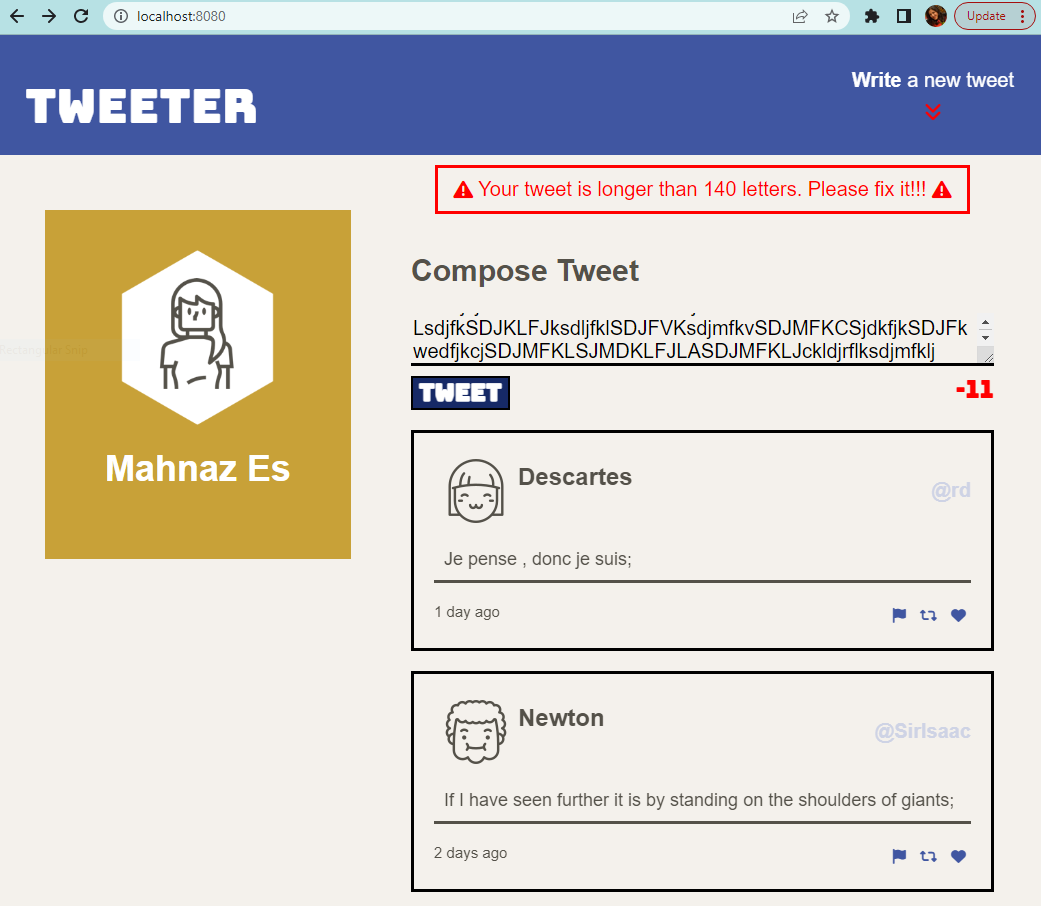 localhost:8080
Update
TWEETER
Write a new tweet
Your tweet is longer than 140 letters. Please fix it!!!
Mahnaz Es
Compose Tweet
LsdjfkSDJKLFJksdljfklSDJFVKsdjmfkvSDJMFKCSjdkfjkSDJFk
wedfjkcjSDJMFKLSJMDKLFJLASDJMFKLJckldjrflksdjmfklj
TWEET
-11
Descartes
@rd
Je pense , donc je suis;
1 day ago
Newton
@SirIsaac
If I have seen further it is by standing on the shoulders of giants;
2 days ago